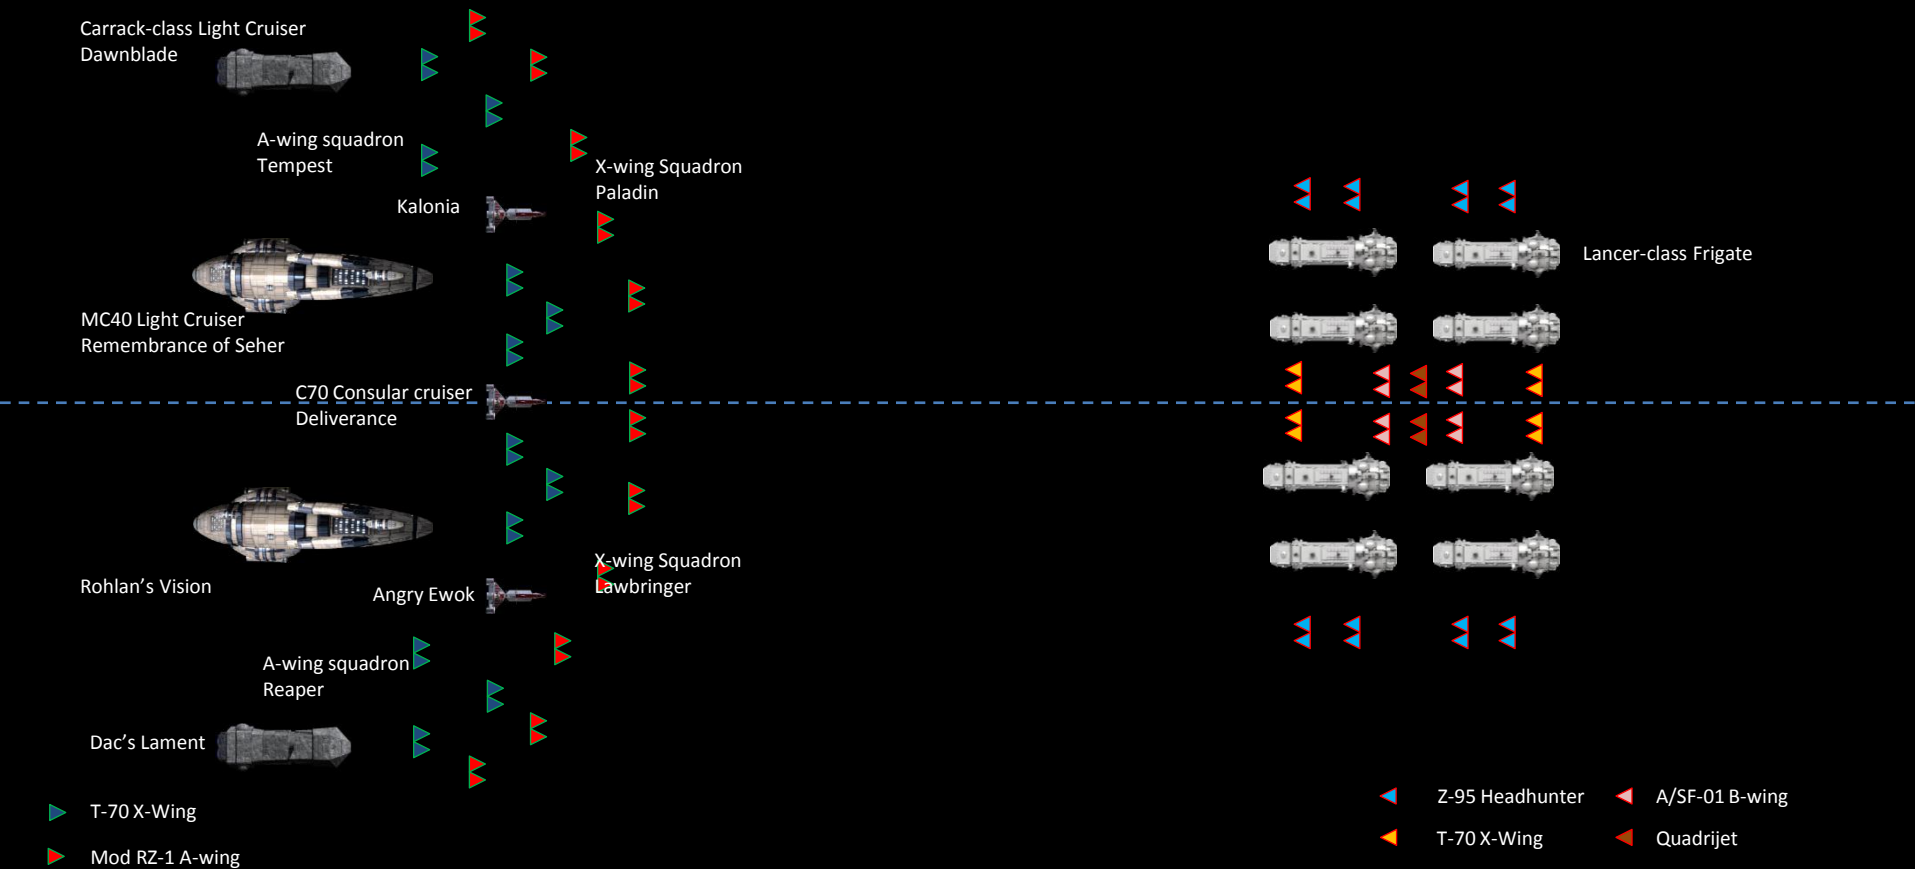 Carrack-class Light Cruiser
Dawnblade
A-wing squadron
Tempest
X-wing Squadron
Paladin
Kalonia
Lancer-class Frigate
MC40 Light Cruiser
Remembrance of Seher
C70 Consular cruiser
Deliverance
X-wing Squadron
Lawbringer
Rohlan’s Vision
Angry Ewok
A-wing squadron
Reaper
Dac’s Lament
T-70 X-Wing
Mod RZ-1 A-wing
Z-95 Headhunter
A/SF-01 B-wing
T-70 X-Wing
Quadrijet